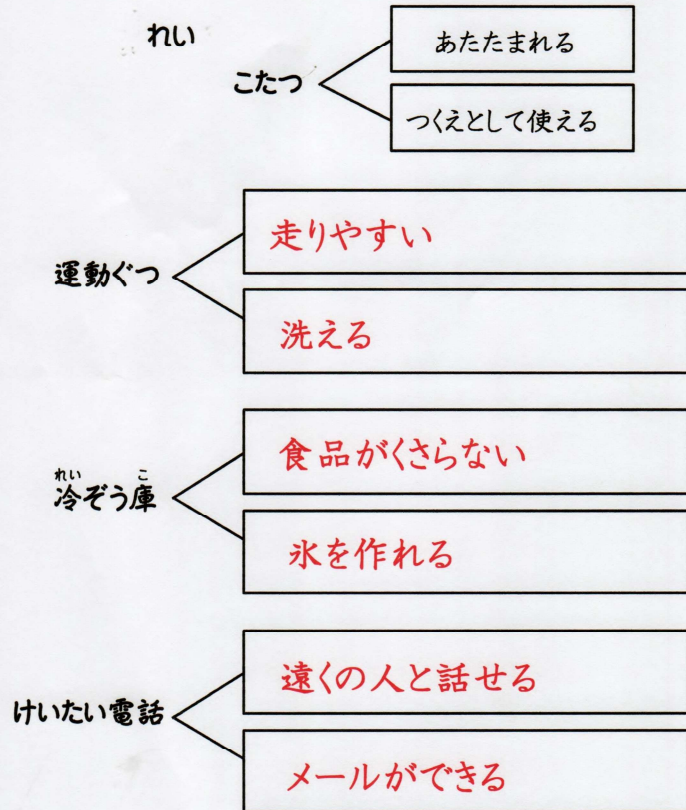 れい
こたつ
あたたまれる
つくえとして使える
運動ぐつ
走りやすい
洗える
冷ぞう庫
れい こ
食品がくさらない
氷を作れる
けいたい電話
遠くの人と話せる
メールができる